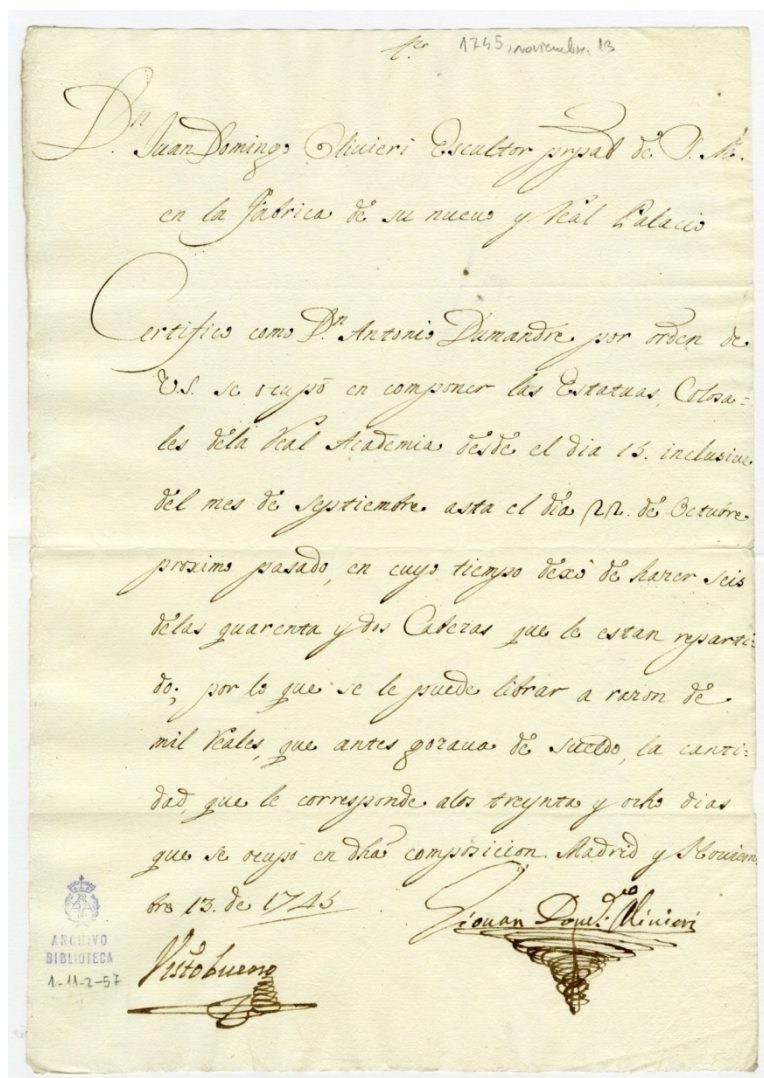 1745, noviembre, 13
Dn Juan Domingo Olivieri Escultor prpal de S. M.
en la Fabrica de su nuevo y Real Palacio
Certifico como Dn. Antonio Dumandre por orden de
V.S. se ocupó en componer las Estatuas, Colosa-
les dela Real Academia desde el dia 15. inclusive
del mes de Septiembre asta el dia 22. de Octubre
proximo pasado, en cuyo tiempo dexó de hazer seis
delas quarenta y dos Cabezas que le estan reparti-
do; por lo que se le puede librar a razon de
mil Reales, que antes gozava de sueldo, la canti-
dad, que le corresponde alos treynta y ocho dias
que se ocupó en dha composicion. Madrid y Noviem
bre 13. de 1745
Giovan Domco. Olivieri
Visto bueno
ARCHIVO
BIBLIOTECA
1-11-2-57